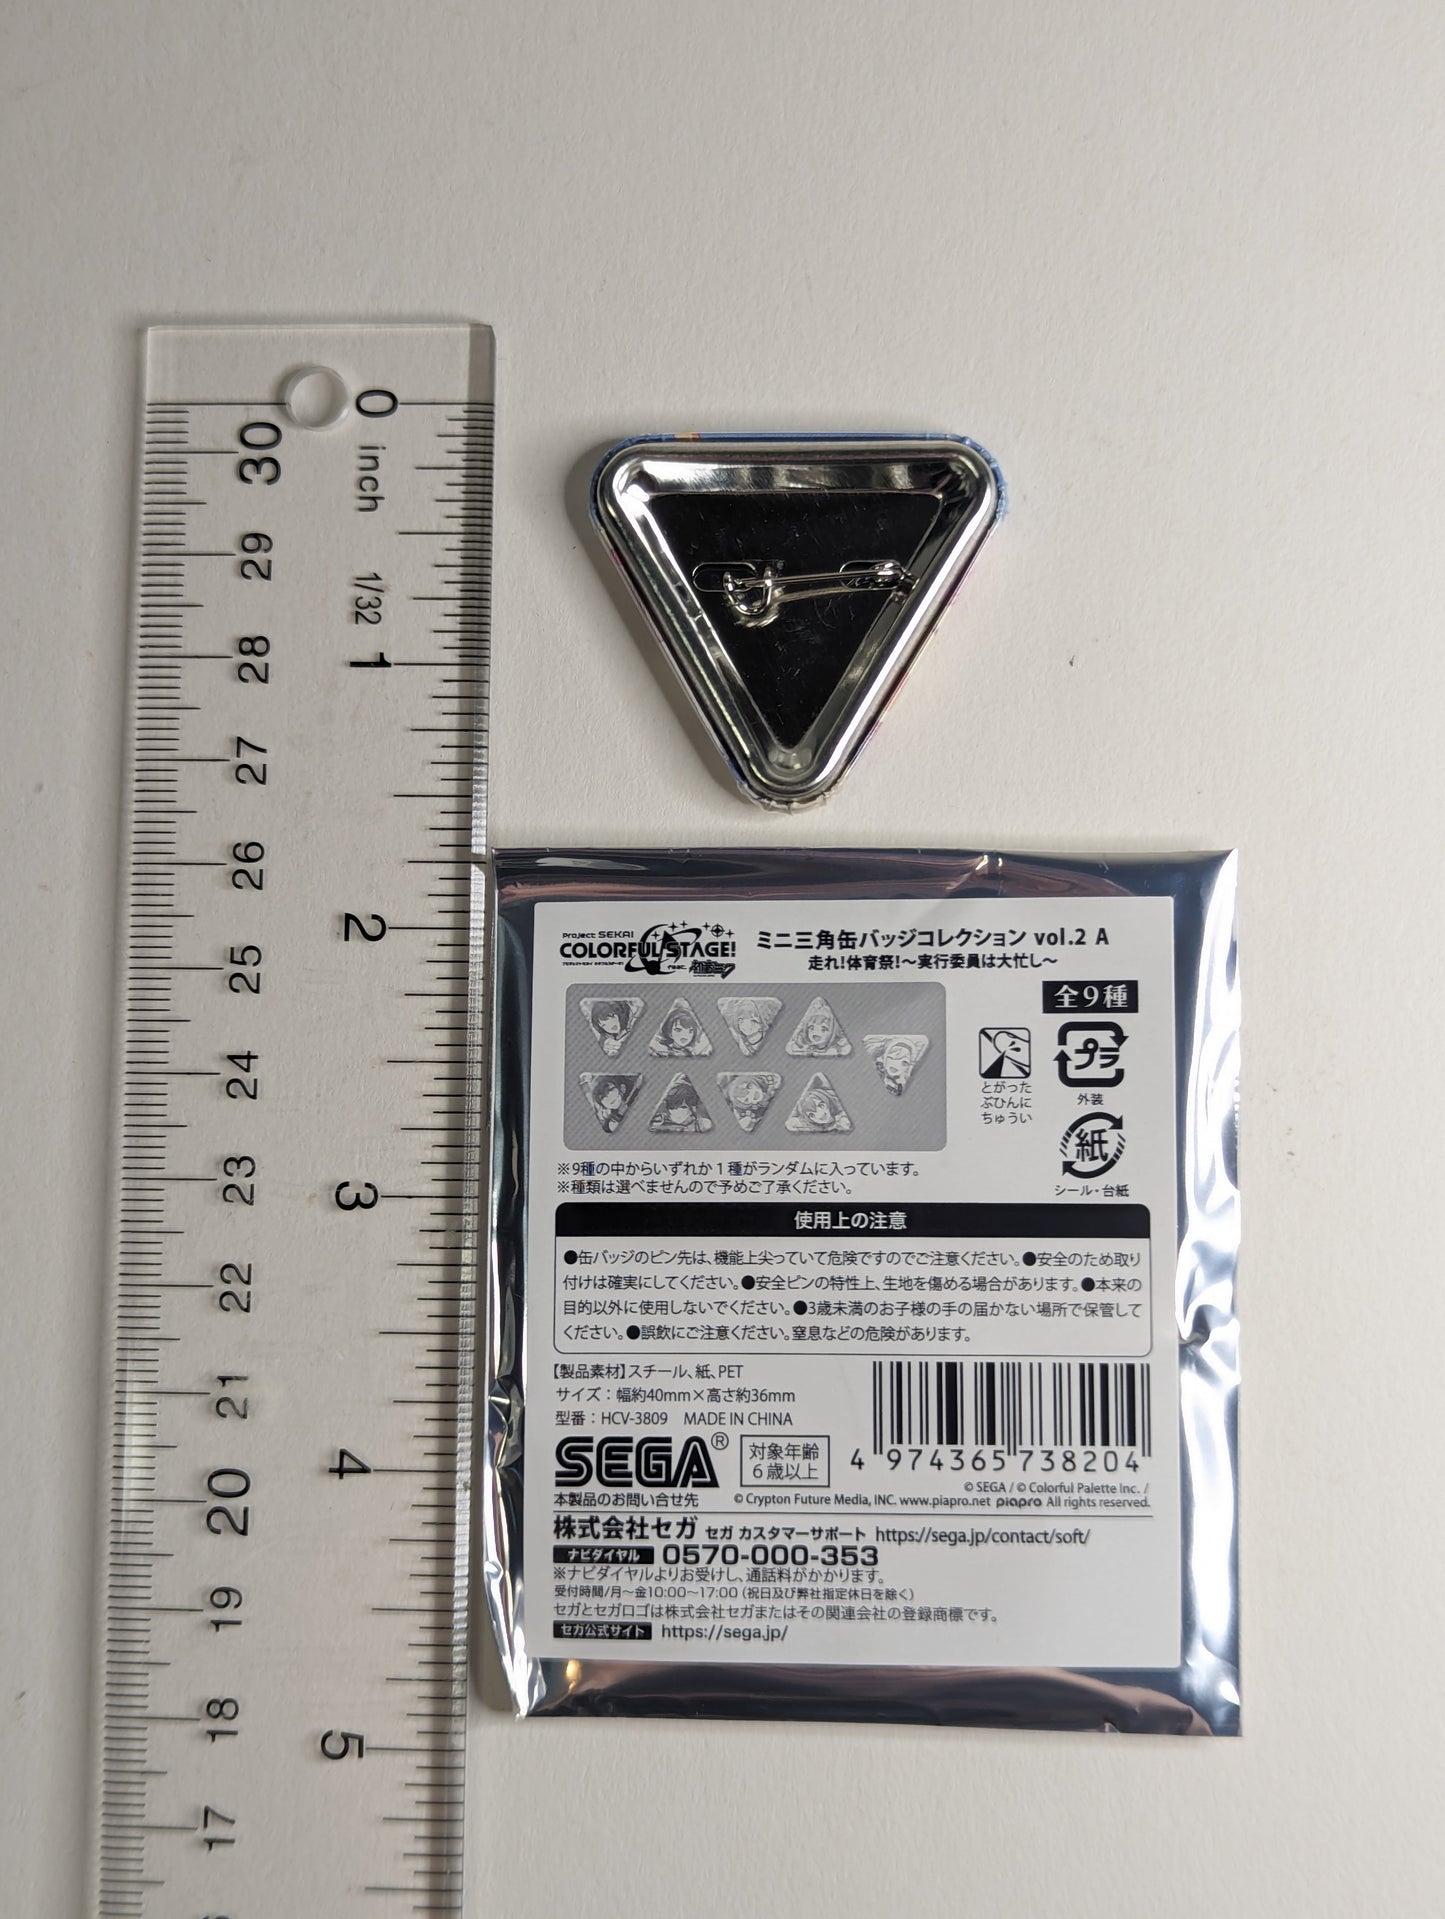 0
inch
1/32
1
2
3
4
5
30
29
28
27
26
25
24
23
22
21
20
19
18
17
Project SEKAI
COLORFUL STAGE!
feat. 初音ミク
ミニ三角缶バッジコレクション vol.2 A
走れ!体育祭!～実行委員は大忙し～
全9種
とがった
ぶひんに
ちゅうい
プラ
外装
紙
シール・台紙
※9種の中からいずれか1種がランダムに入っています。
※種類は選べませんので予めご了承ください。
使用上の注意
●缶バッジのピン先は、機能上尖っていて危険ですのでご注意ください。●安全のため取り
付けは確実にしてください。●安全ピンの特性上、生地を傷める場合があります。●本来の
目的以外に使用しないでください。●3歳未満のお子様の手の届かない場所で保管して
ください。●誤飲にご注意ください。窒息などの危険があります。
【製品素材】スチール、紙、PET
サイズ：幅約40mm×高さ約36mm
型番：HCV-3809 MADE IN CHINA
SEGA®
対象年齢
6歳以上
4 974365 738204
© SEGA / © Colorful Palette Inc. /
© Crypton Future Media, INC. www.piapro.net piapro All rights reserved.
本製品のお問い合せ先
株式会社セガ セガ カスタマーサポート https://sega.jp/contact/soft/
ナビダイヤル 0570-000-353
※ナビダイヤルよりお受けし、通話料がかかります。
受付時間/月～金10:00～17:00（祝日及び弊社指定休日を除く）
セガとセガロゴは株式会社セガまたはその関連会社の登録商標です。
セガ公式サイト https://sega.jp/